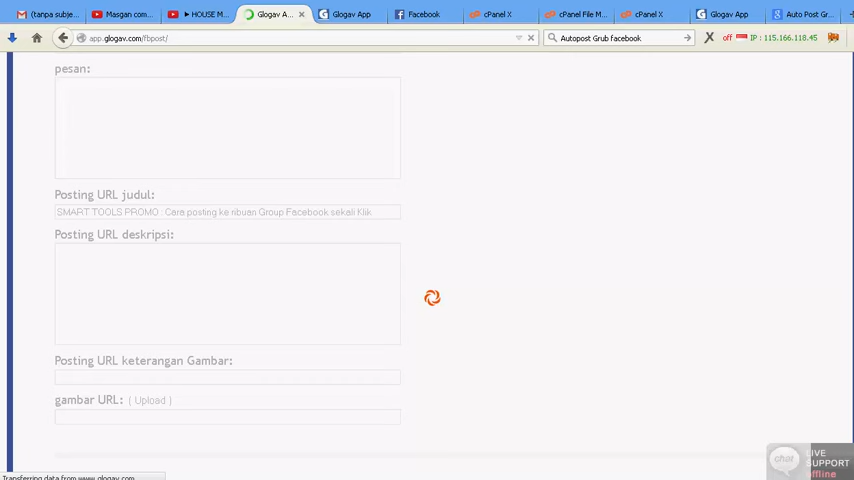 (tanpa subje...
Masgan com...
► HOUSE M...
Glogav A...
Glogav App
Facebook
cPanel X
cPanel File M...
cPanel X
Glogav App
Auto Post Gr...
app.glogav.com/fbpost/
Autopost Grub facebook
off
IP : 115.166.118.45
pesan:
Posting URL judul:
SMART TOOLS PROMO : Cara posting ke ribuan Group Facebook sekali Klik
Posting URL deskripsi:
Posting URL keterangan Gambar:
gambar URL: ( Upload )
chat
LIVE
SUPPORT
offline
Transferring data from www.glogav.com...